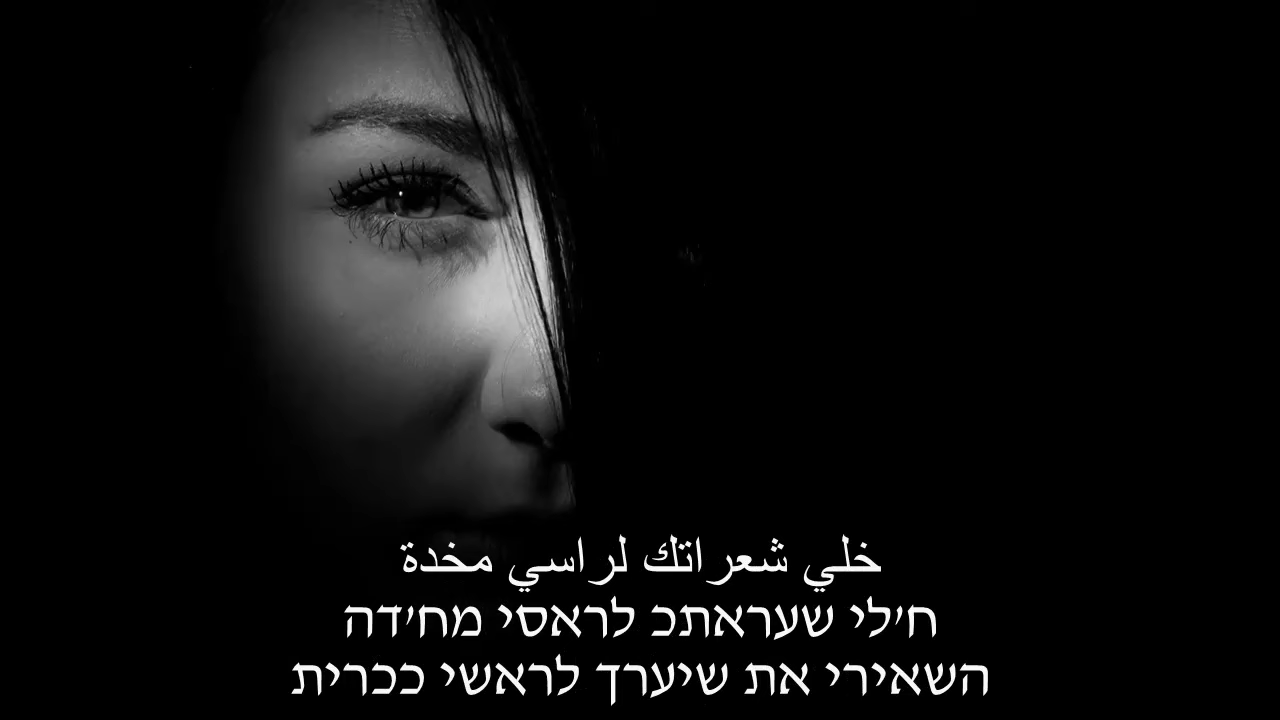 خلي شعراتك لراسي مخدة
ח'לי שעראתכ לראסי מח'דה
השאירי את שיערך לראשי ככרית